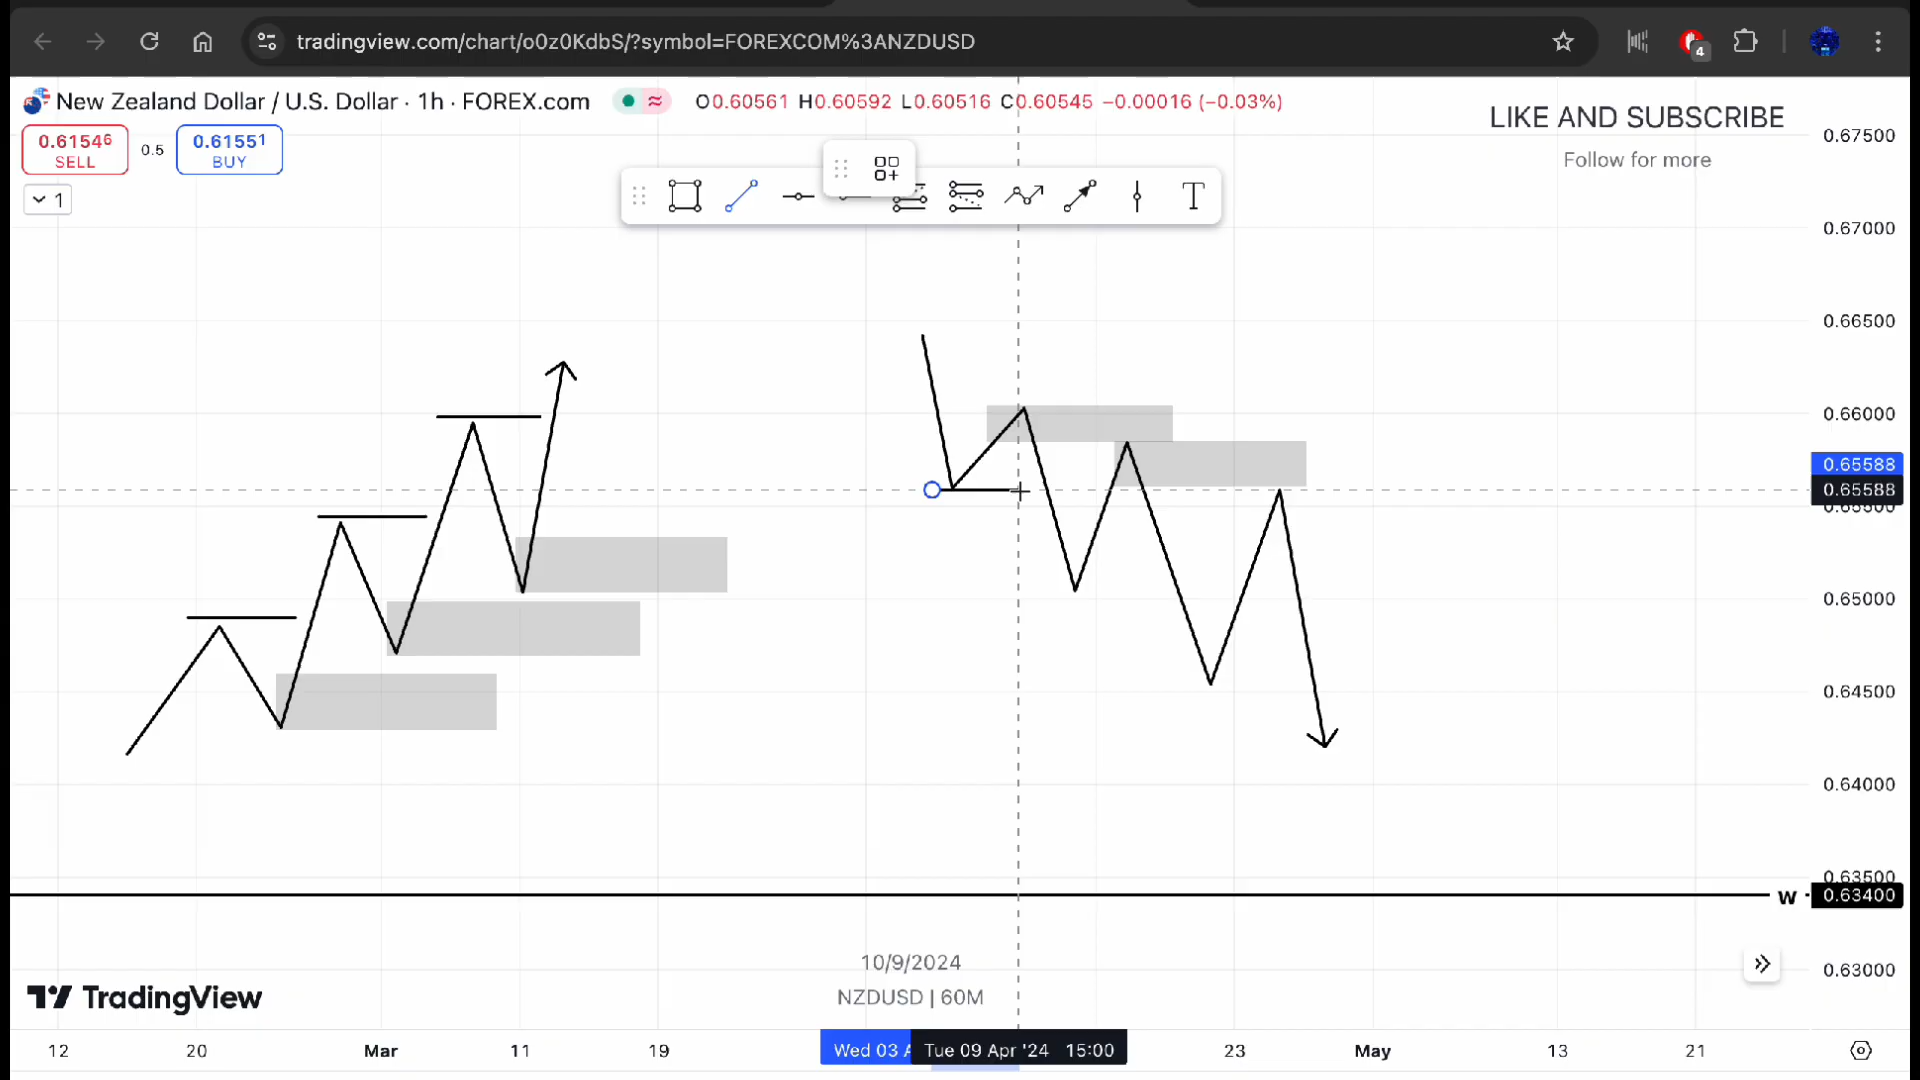 tradingview.com/chart/o0z0KdbS/?symbol=FOREXCOM%3ANZDUSD
4
New Zealand Dollar / U.S. Dollar · 1h · FOREX.com
O0.60561 H0.60592 L0.60516 C0.60545 −0.00016 (−0.03%)
LIKE AND SUBSCRIBE
Follow for more
0.61546
SELL
0.5
0.61551
BUY
1
T
0.67500
0.67000
0.66500
0.66000
0.65588
0.65588
0.65000
0.64500
0.64000
0.63500
W
0.63400
0.63000
10/9/2024
NZDUSD | 60M
TradingView
12 20 Mar 11 19 Wed 03 Tue 09 Apr '24 15:00 23 May 13 21